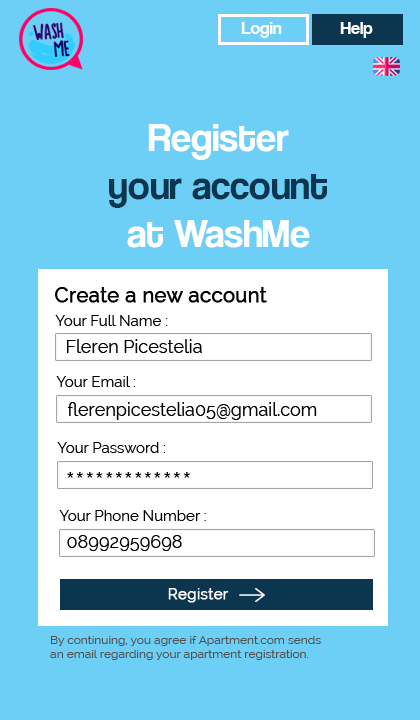 WASH
ME
Login
Help
Register
your account
at WashMe
Create a new account
Your Full Name :
Fleren Picestelia
Your Email :
flerenpicestelia05@gmail.com
Your Password :
*************
Your Phone Number :
08992959698
Register →
By continuing, you agree if Apartment.com sends
an email regarding your apartment registration.